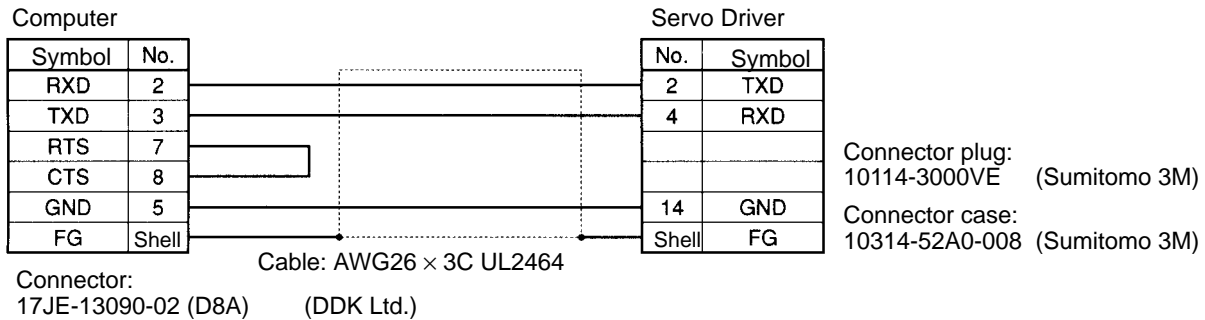 Computer Servo Driver
Symbol No. No. Symbol
RXD 2 2 TXD
TXD 3 4 RXD
RTS 7
CTS 8
GND 5 14 GND
FG Shell Shell FG
Connector plug:
10114-3000VE (Sumitomo 3M)
Connector case:
10314-52A0-008 (Sumitomo 3M)
Cable: AWG26 × 3C UL2464
Connector:
17JE-13090-02 (D8A) (DDK Ltd.)